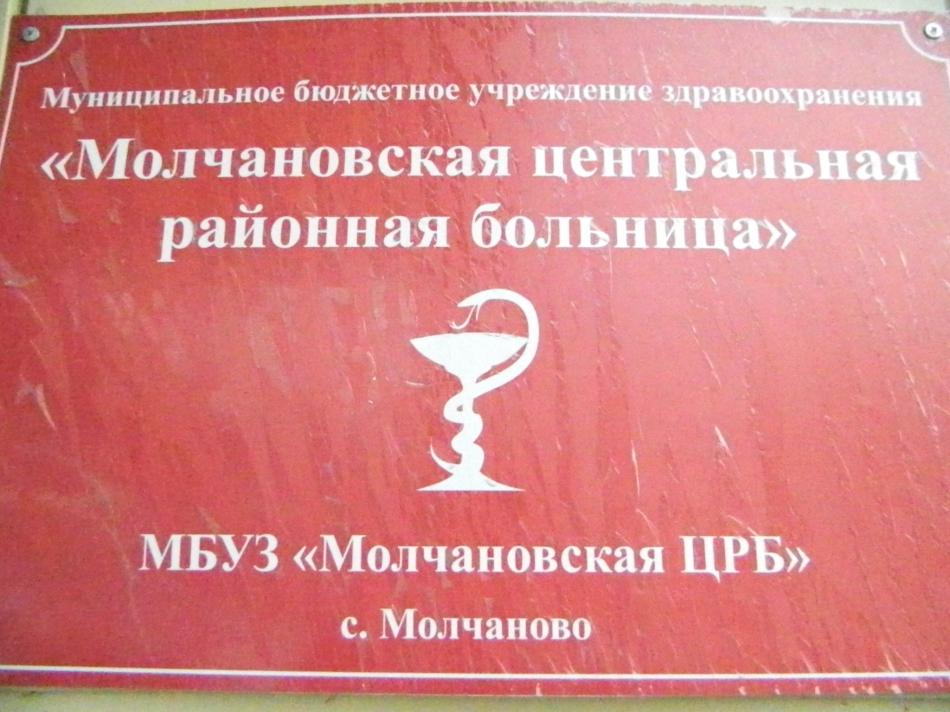 Муниципальное бюджетное учреждение здравоохранения
«Молчановская центральная
районная больница»
МБУЗ «Молчановская ЦРБ»
с. Молчаново